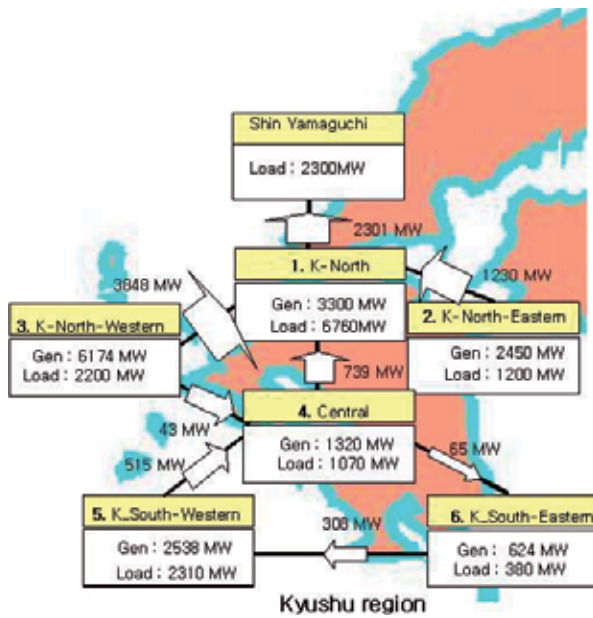 Shin Yamaguchi
Load : 2300MW
2301 MW
1. K-North
Gen : 3300 MW
Load : 6760MW
1230 MW
3848 MW
3. K-North-Western
Gen : 6174 MW
Load : 2200 MW
2. K-North-Eastern
Gen : 2450 MW
Load : 1200 MW
739 MW
4. Central
Gen : 1320 MW
Load : 1070 MW
43 MW
515 MW
65 MW
5. K_South-Western
Gen : 2538 MW
Load : 2310 MW
308 MW
6. K_South-Eastern
Gen : 624 MW
Load : 380 MW
Kyushu region